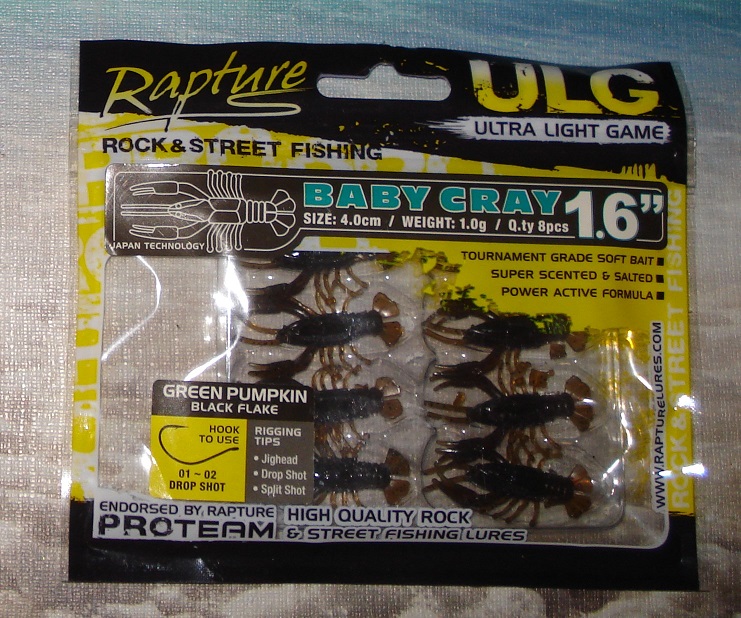 Rapture
ULG
ULTRA LIGHT GAME
ROCK & STREET FISHING
BABY CRAY 1.6”
SIZE: 4.0cm / WEIGHT: 1.0g / Q.ty 8pcs
JAPAN TECHNOLOGY
TOURNAMENT GRADE SOFT BAIT
SUPER SCENTED & SALTED
POWER ACTIVE FORMULA
GREEN PUMPKIN
BLACK FLAKE
HOOK
TO USE
01 ~ 02
DROP SHOT
RIGGING
TIPS
• Jighead
• Drop Shot
• Split Shot
WWW.RAPTURELURES.COM
ROCK & STREET FISHING
ENDORSED BY RAPTURE
PROTEAM
HIGH QUALITY ROCK
& STREET FISHING LURES